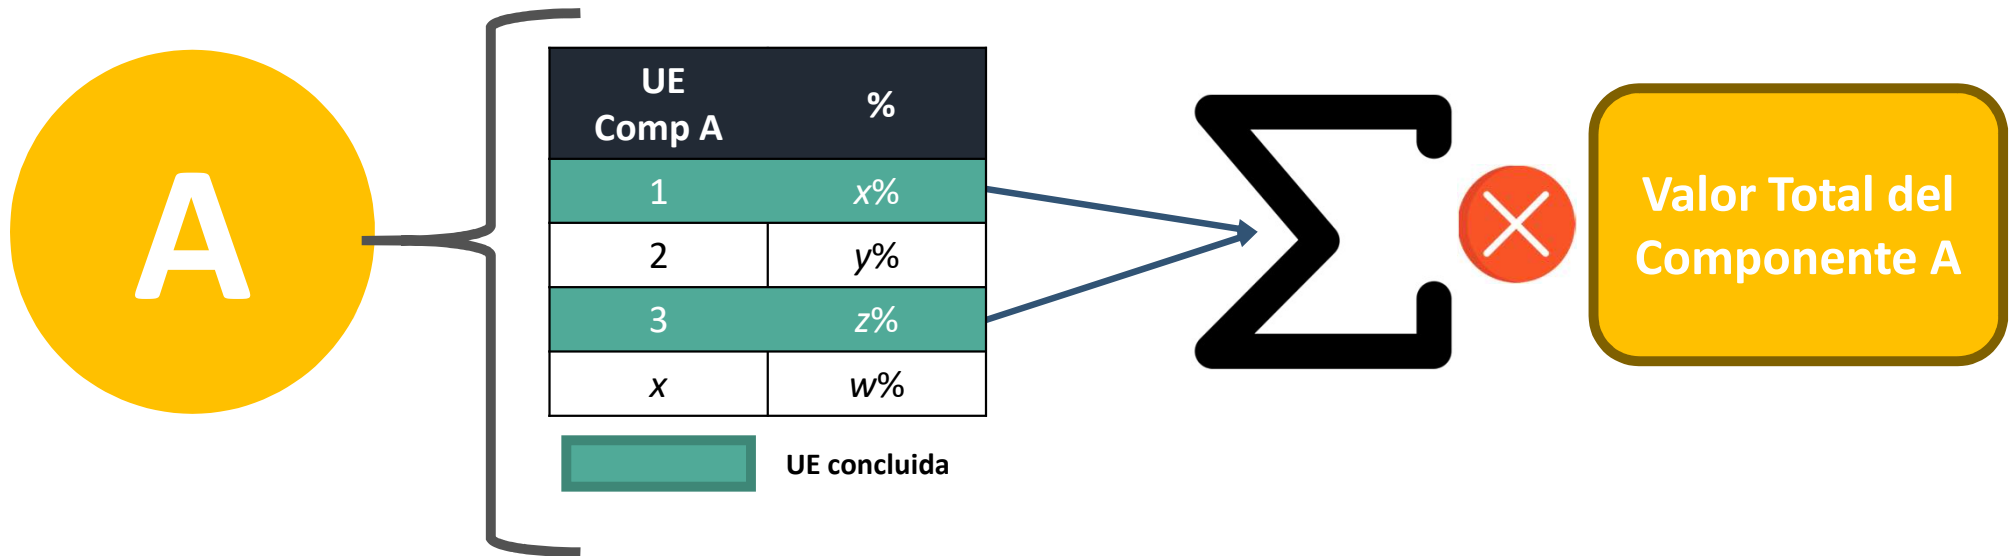 A
UE
Comp A
%
1 x%
2 y%
3 z%
x w%
UE concluida
Valor Total del
Componente A